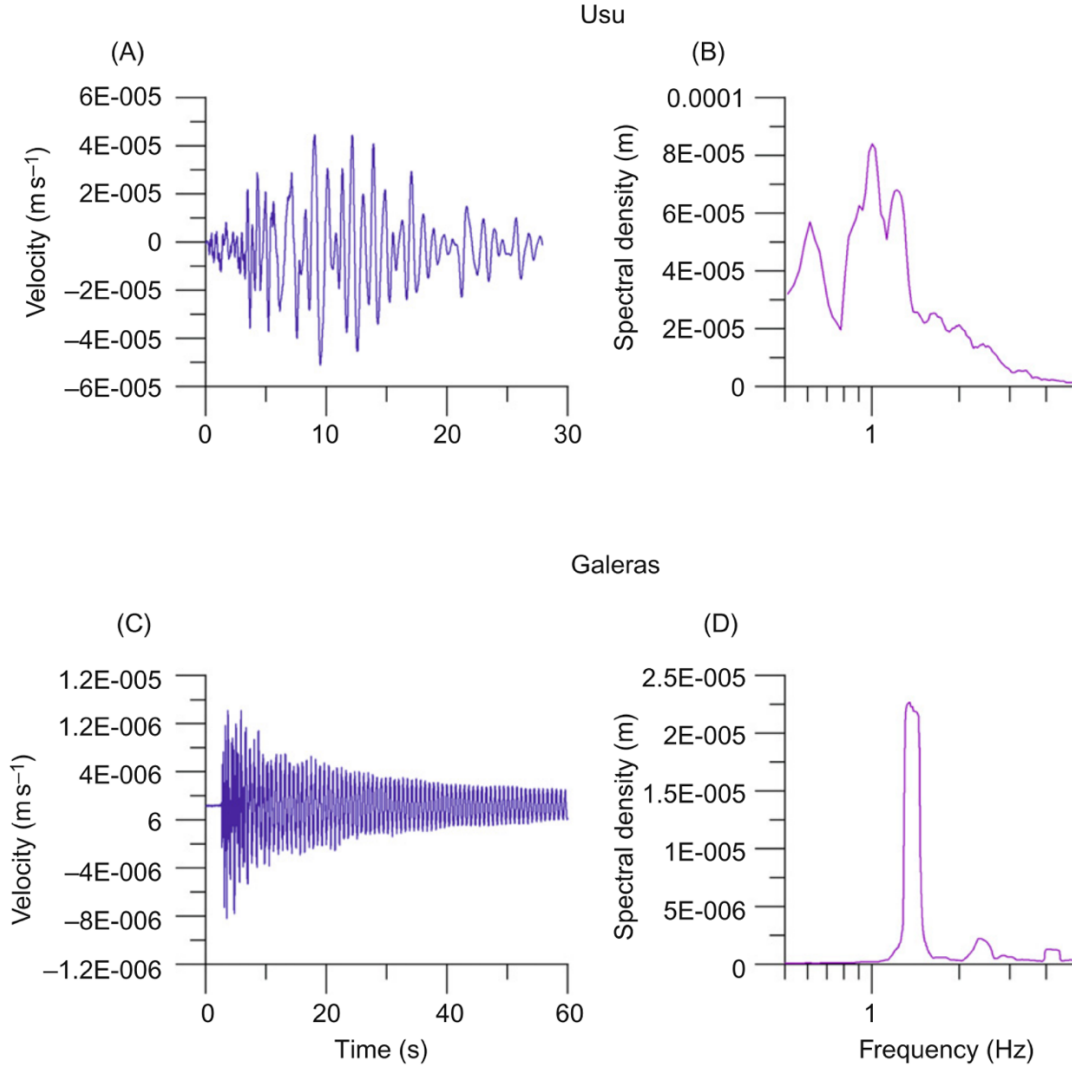 Usu
(A)
(B)
Velocity (m s⁻¹)
6E-005
4E-005
2E-005
0
–2E-005
–4E-005
–6E-005
0 10 20 30
Spectral density (m)
0.0001
8E-005
6E-005
4E-005
2E-005
0
1
Galeras
(C)
(D)
Velocity (m s⁻¹)
1.2E-005
1.2E-006
4E-006
6
–4E-006
–8E-006
–1.2E-006
0 20 40 60
Time (s)
Spectral density (m)
2.5E-005
2E-005
1.5E-005
1E-005
5E-006
0
1
Frequency (Hz)